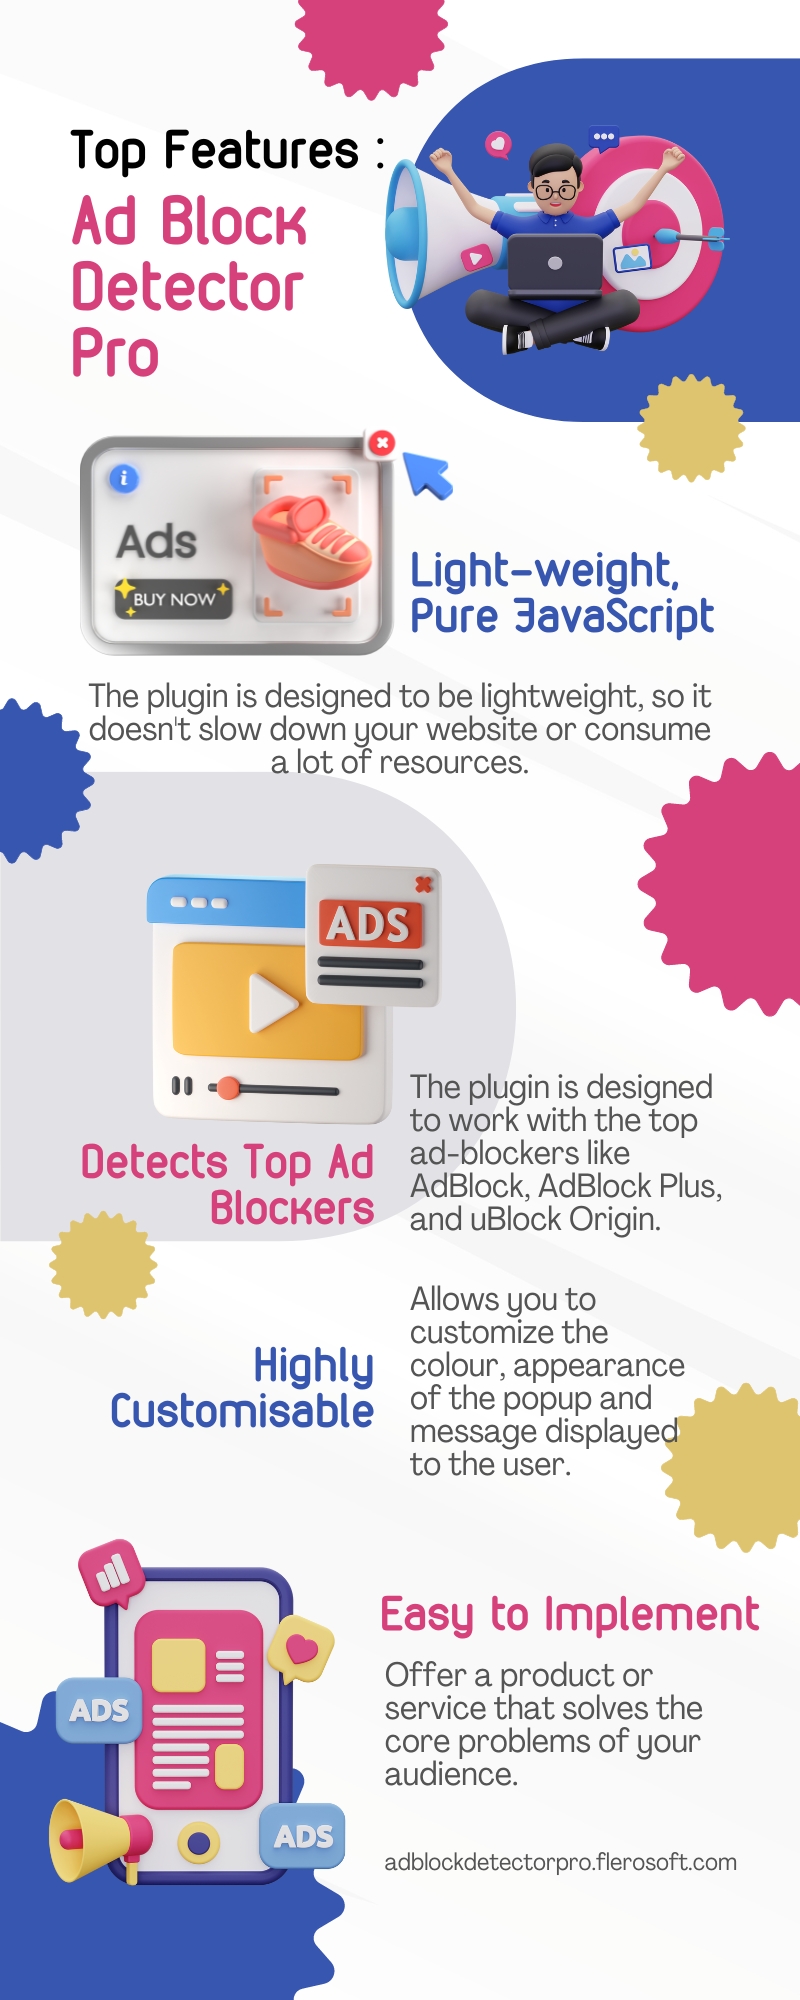 Top Features :
Ad Block
Detector
Pro
Ads
BUY NOW
Light-weight,
Pure JavaScript
The plugin is designed to be lightweight, so it
doesn't slow down your website or consume
a lot of resources.
ADS
Detects Top Ad
Blockers
The plugin is designed
to work with the top
ad-blockers like
AdBlock, AdBlock Plus,
and uBlock Origin.
Highly
Customisable
Allows you to
customize the
colour, appearance
of the popup and
message displayed
to the user.
ADS
ADS
Easy to Implement
Offer a product or
service that solves the
core problems of your
audience.
adblockdetectorpro.flerosoft.com